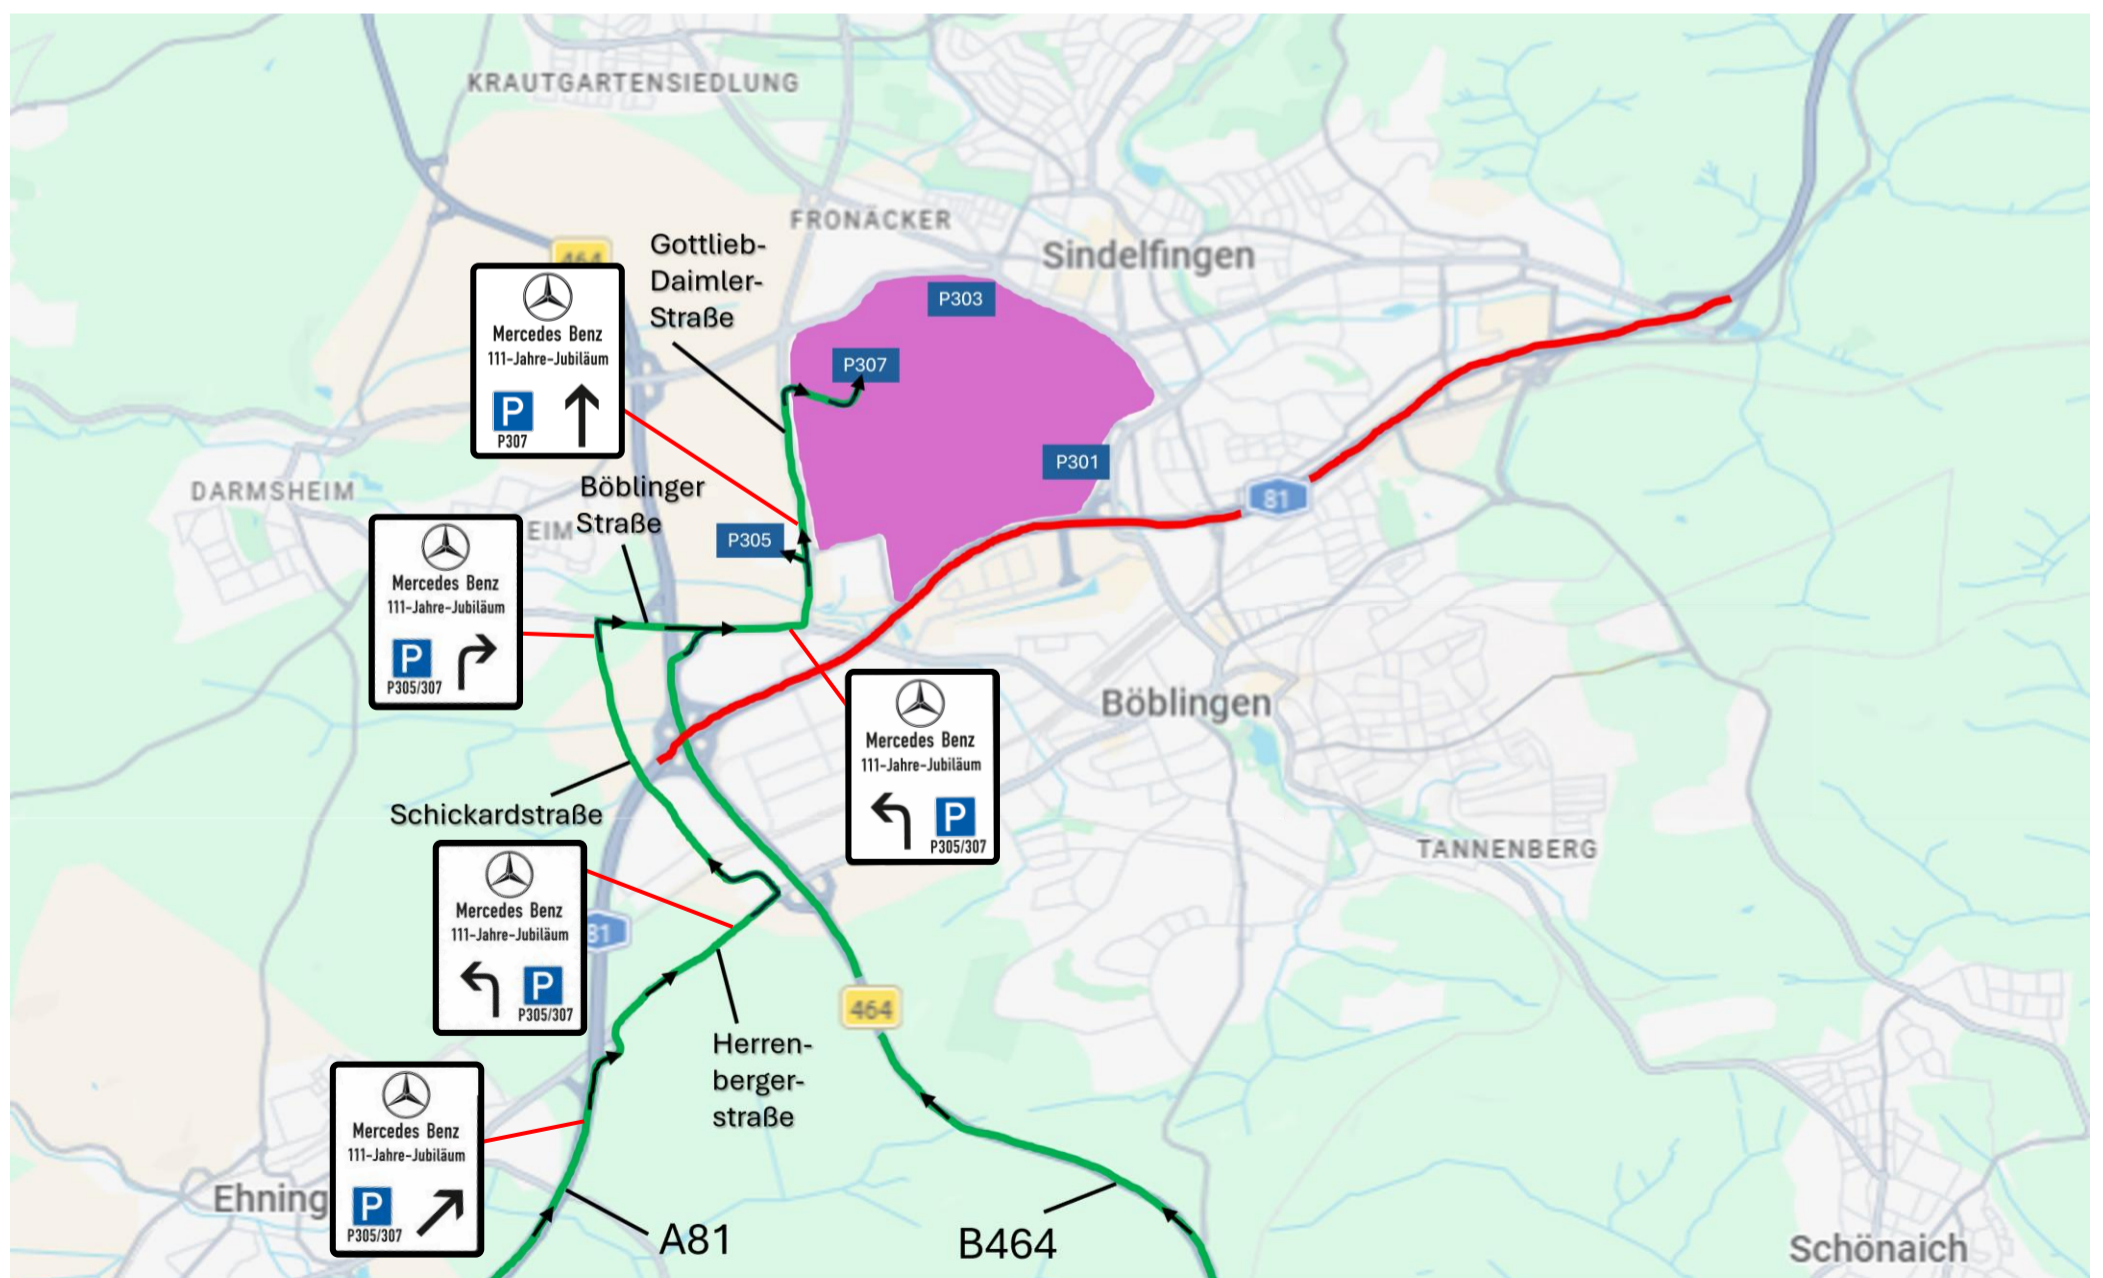 KRAUTGARTENSIEDLUNG
FRONÄCKER
Sindelfingen
464
Gottlieb-
Daimler-
Straße
Mercedes Benz
111-Jahre-Jubiläum
P
P307
P303
P307
P301
81
DARMSHEIM
EIM
Böblinger
Straße
P305
Mercedes Benz
111-Jahre-Jubiläum
P
P305/307
Böblingen
Mercedes Benz
111-Jahre-Jubiläum
P
P305/307
Schickardstraße
TANNENBERG
Mercedes Benz
111-Jahre-Jubiläum
P
P305/307
81
464
Herren-
berger-
straße
Mercedes Benz
111-Jahre-Jubiläum
P
P305/307
Ehning
A81
B464
Schönaich